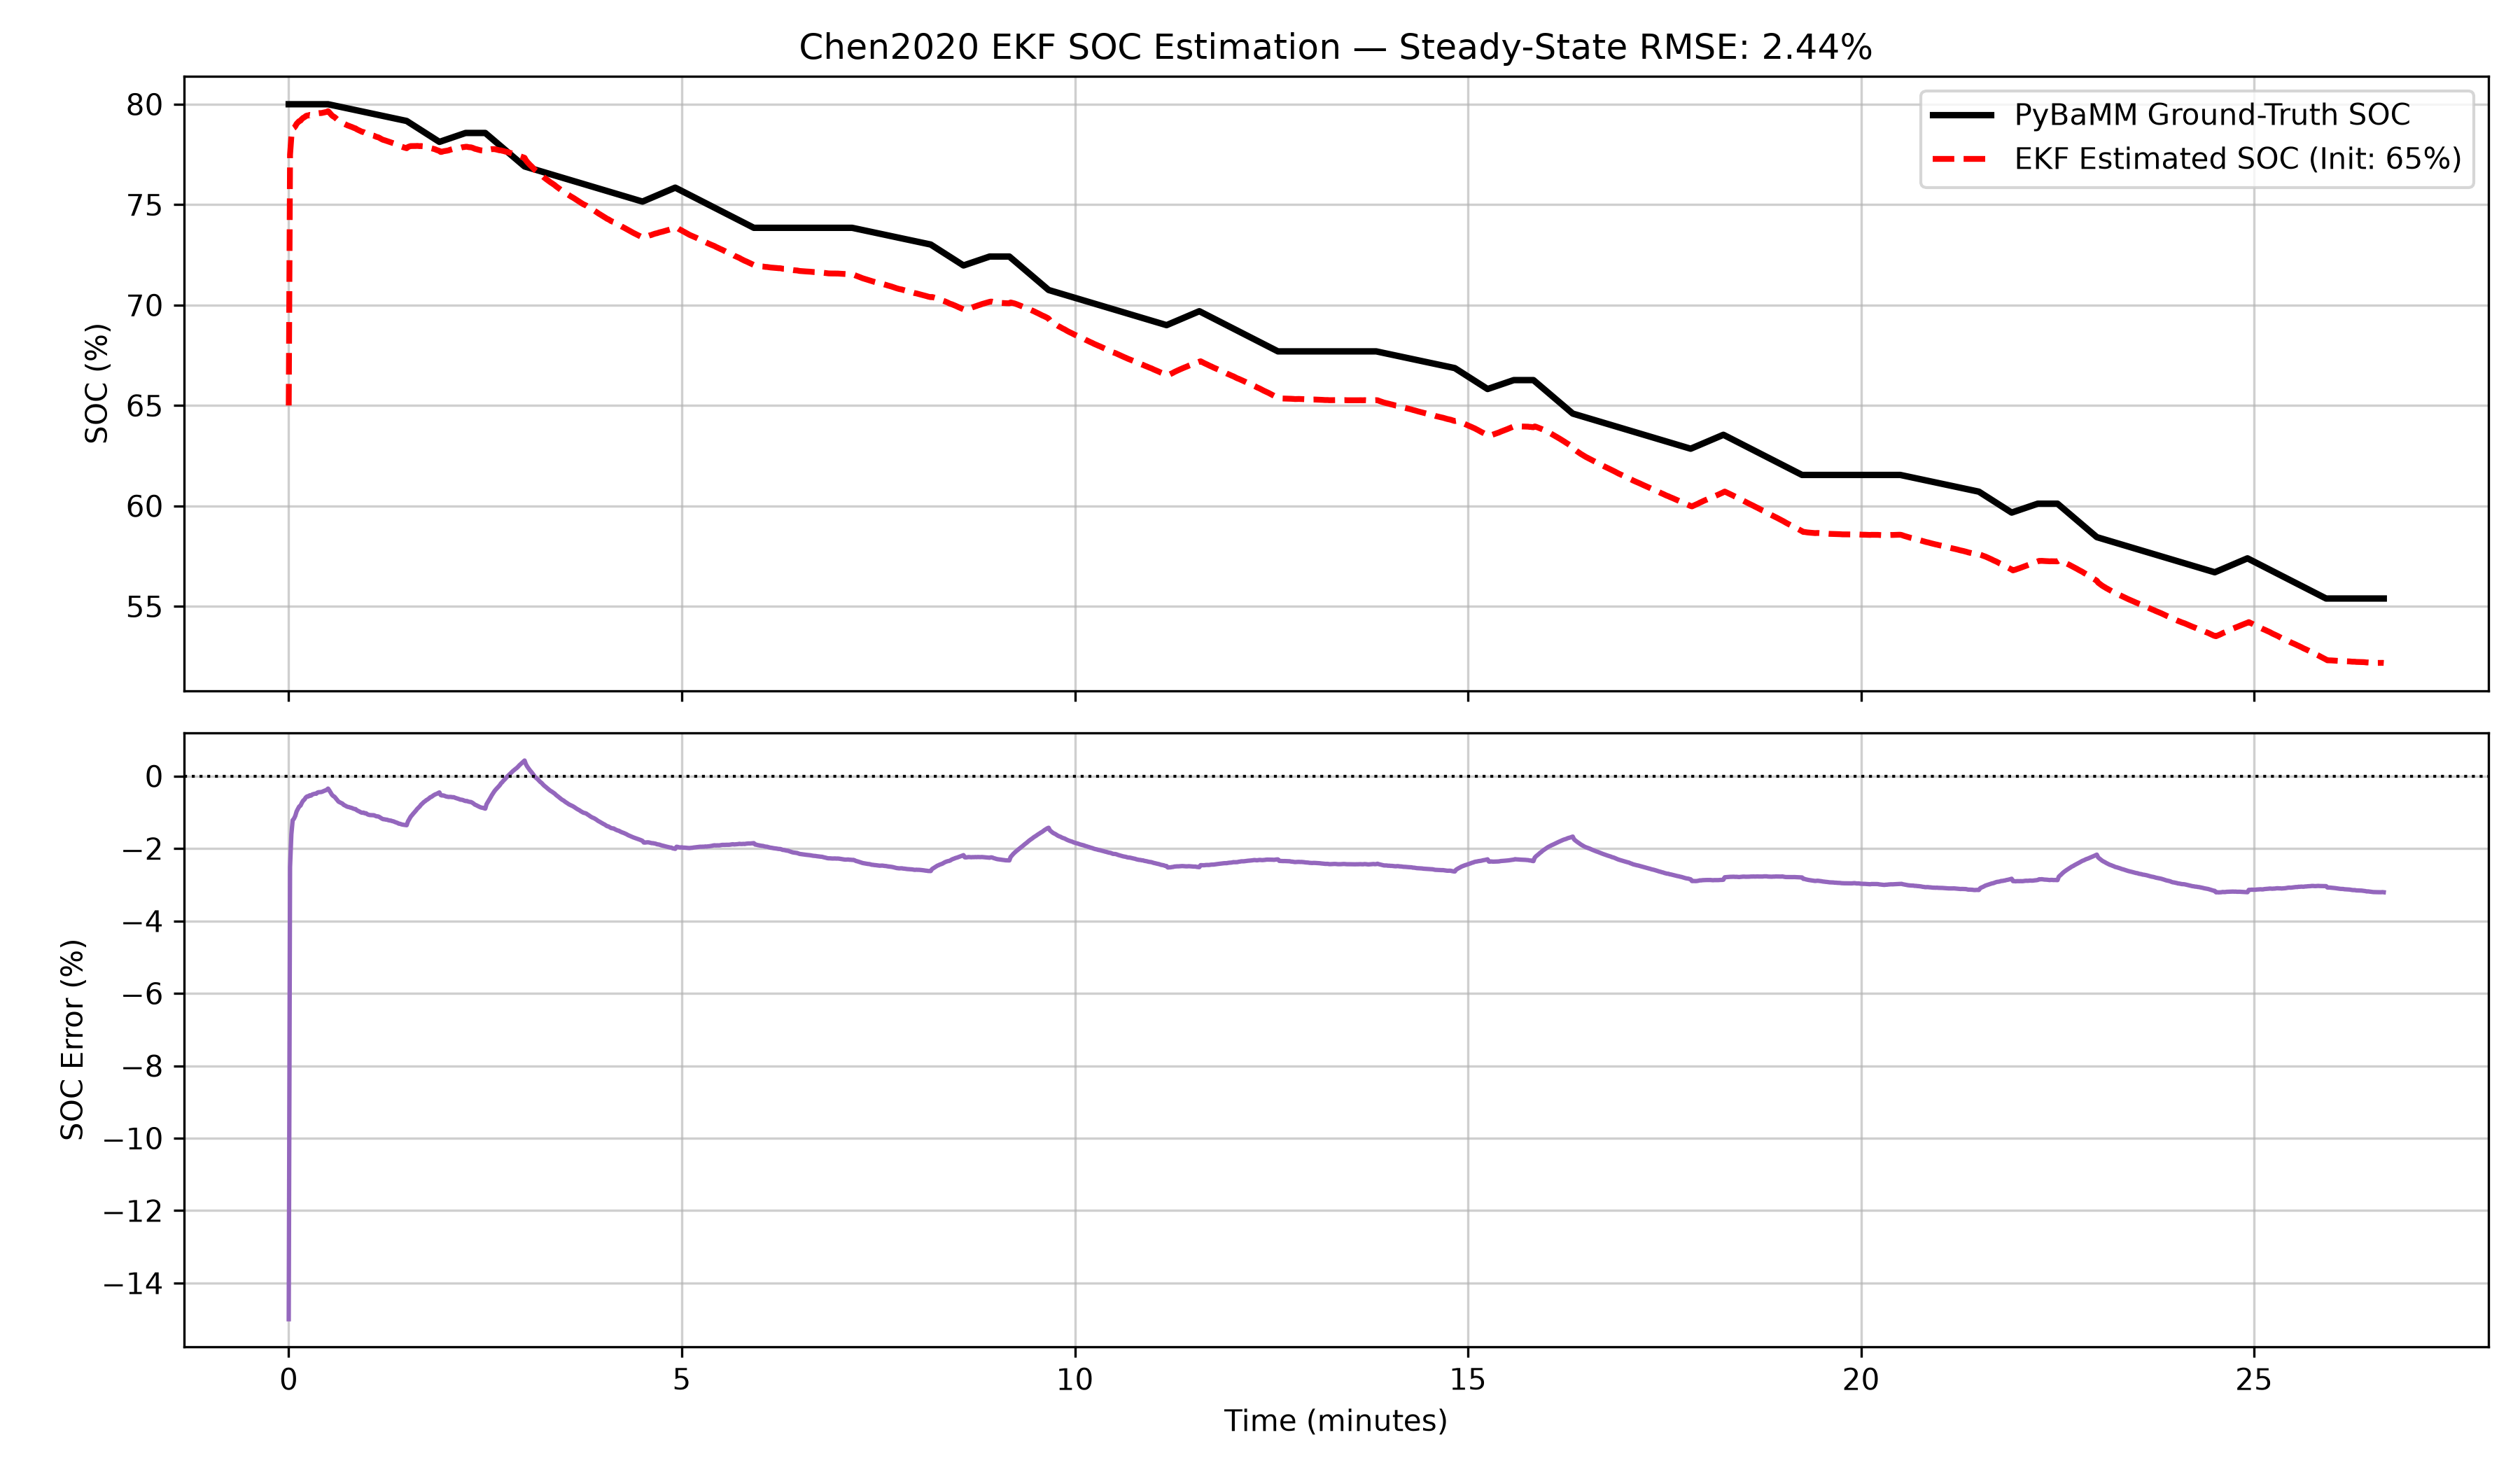 Chen2020 EKF SOC Estimation — Steady-State RMSE: 2.44%
PyBaMM Ground-Truth SOC
EKF Estimated SOC (Init: 65%)
SOC (%)
80
75
70
65
60
55
SOC Error (%)
0
−2
−4
−6
−8
−10
−12
−14
0 5 10 15 20 25
Time (minutes)